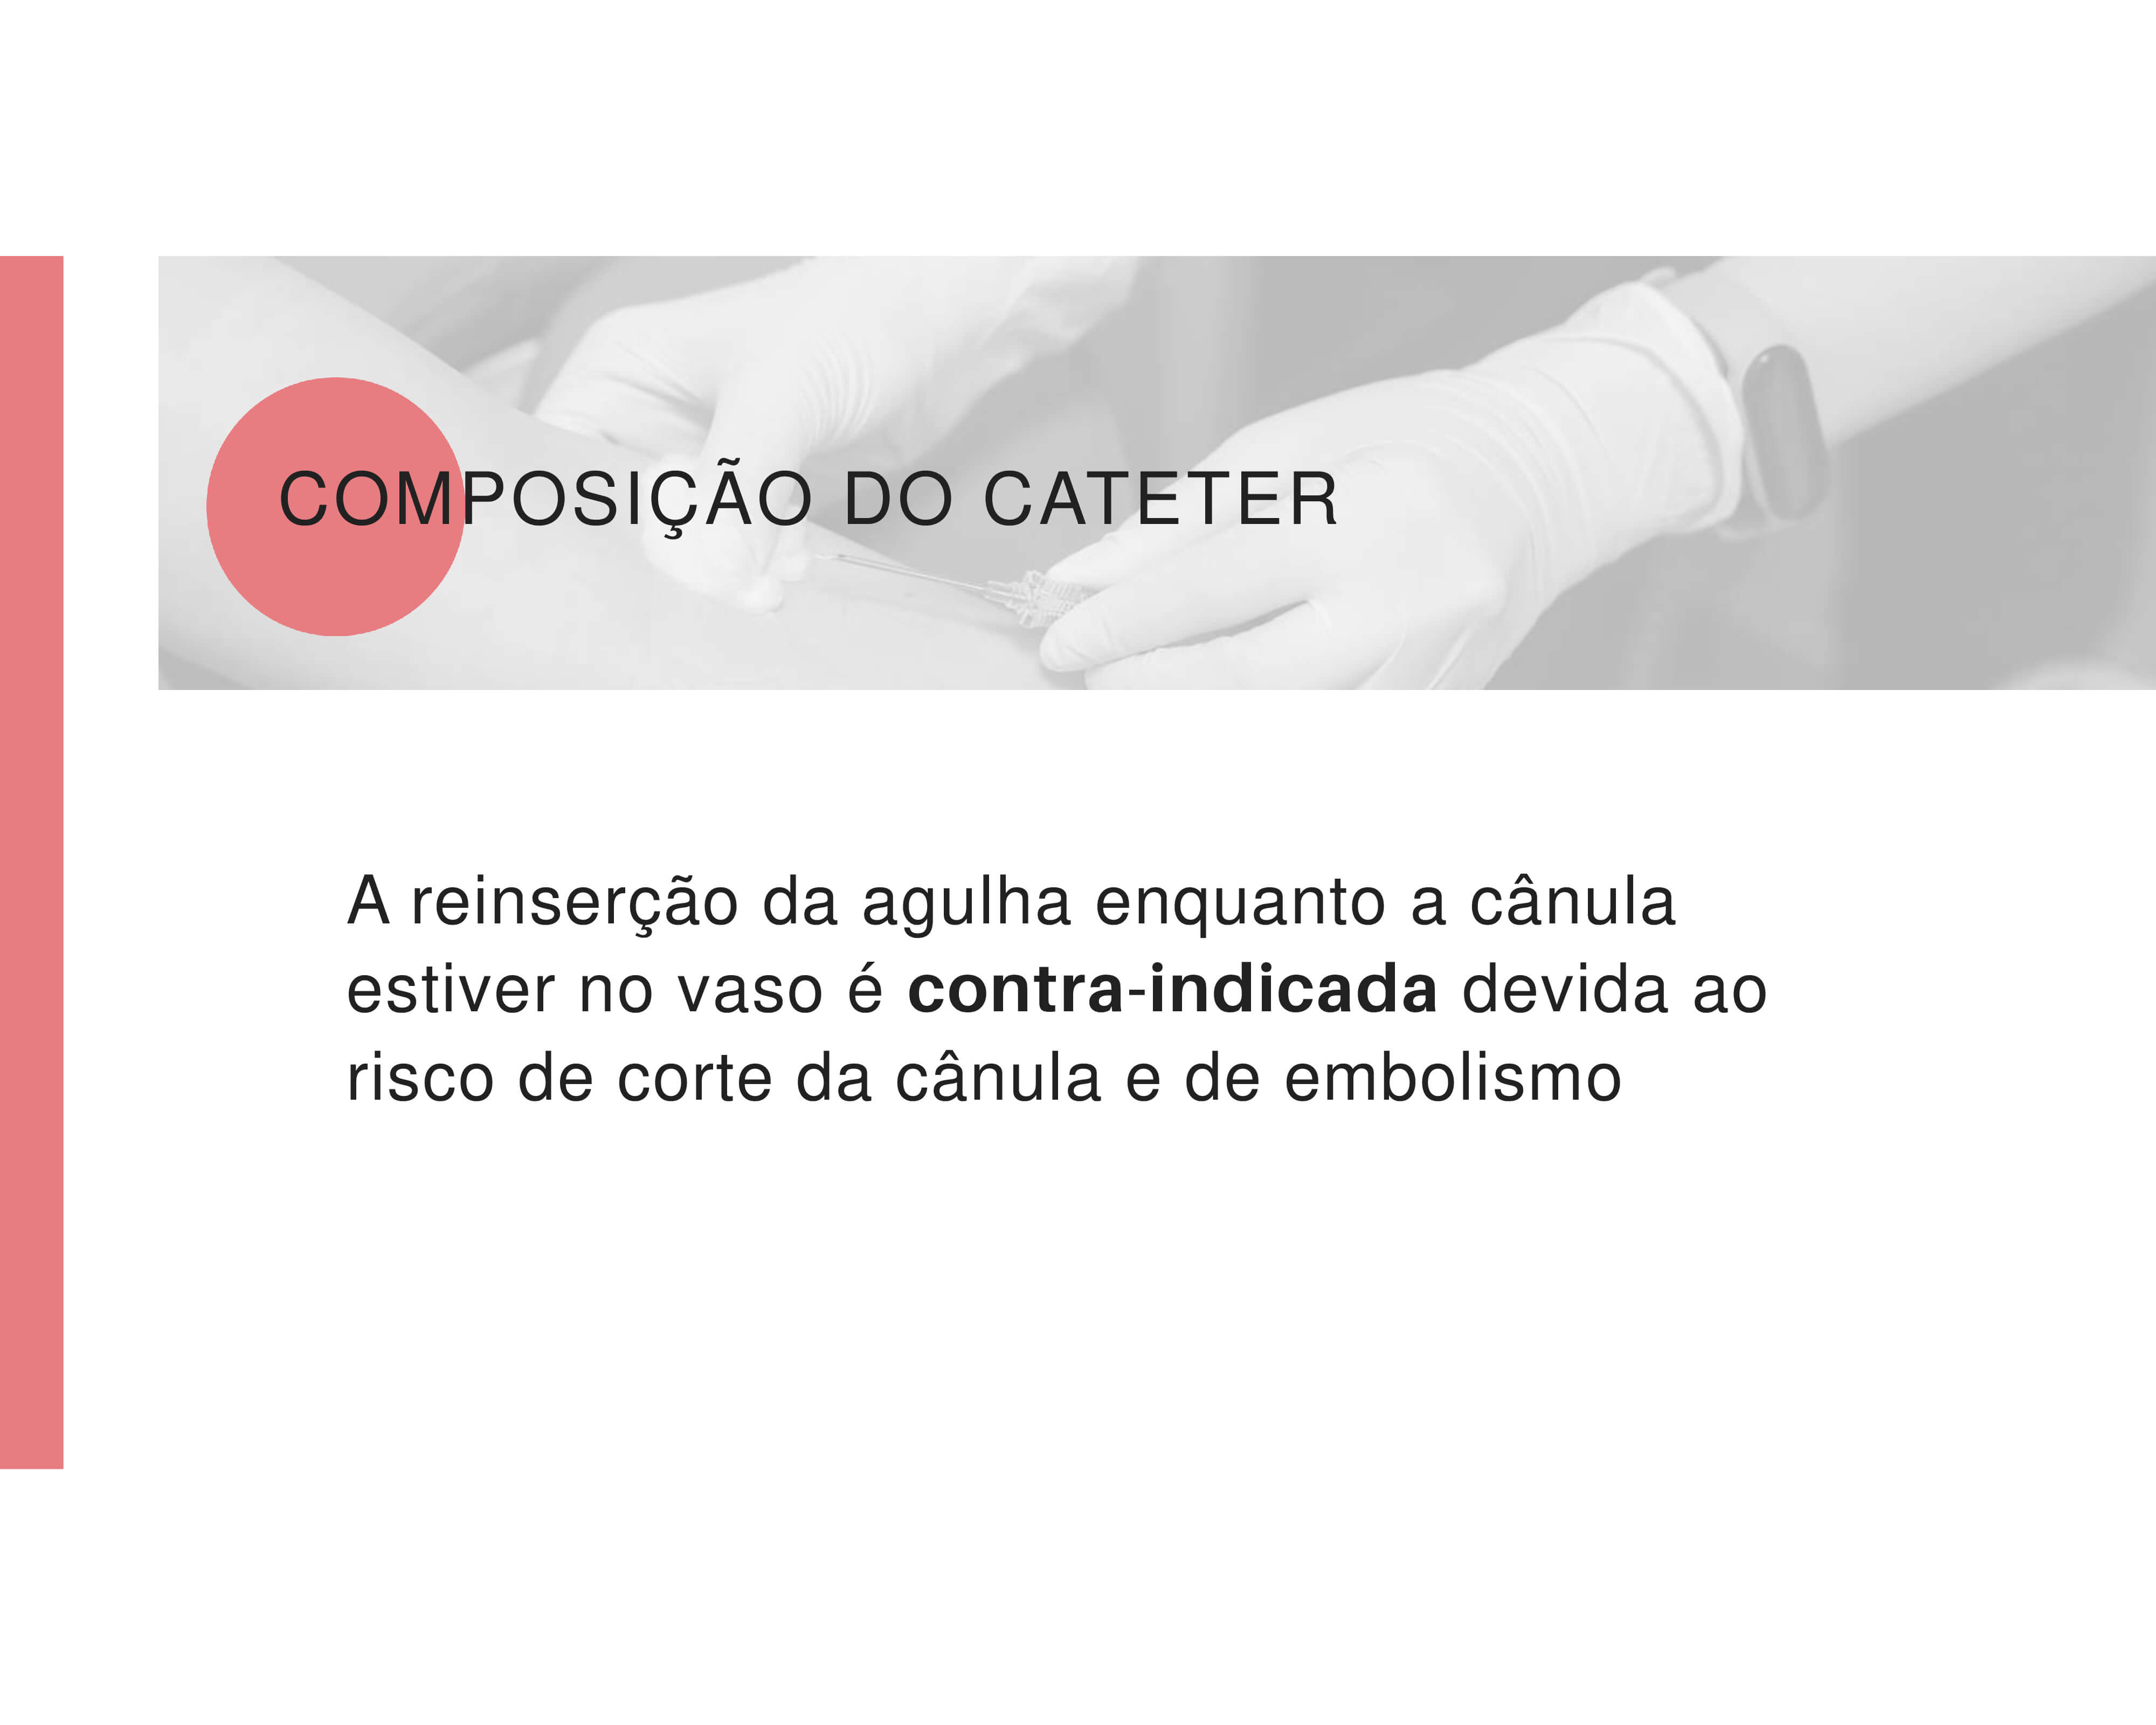 COMPOSIÇÃO DO CATETER
A reinserção da agulha enquanto a cânula
estiver no vaso é contra-indicada devida ao
risco de corte da cânula e de embolismo